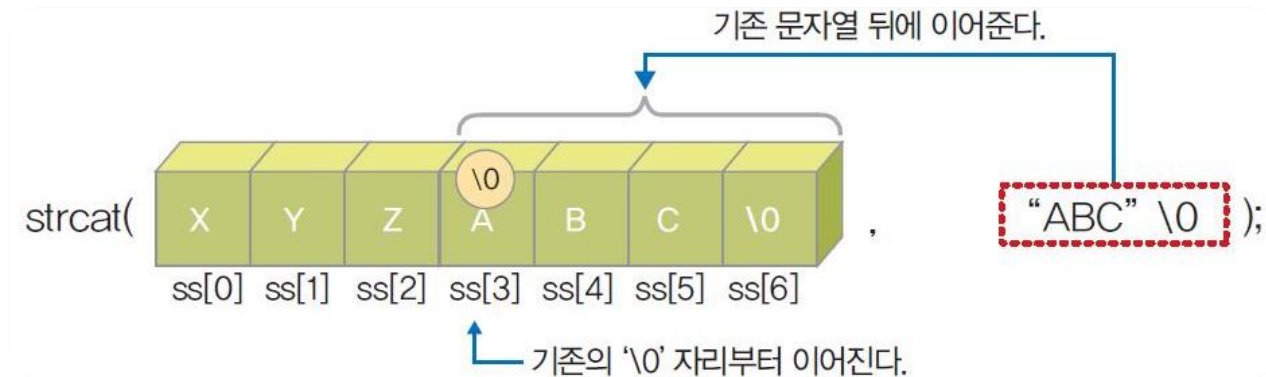 기존 문자열 뒤에 이어준다.
\0
strcat( X Y Z A B C \0 , “ABC” \0 );
ss[0] ss[1] ss[2] ss[3] ss[4] ss[5] ss[6]
기존의 ‘\0’ 자리부터 이어진다.